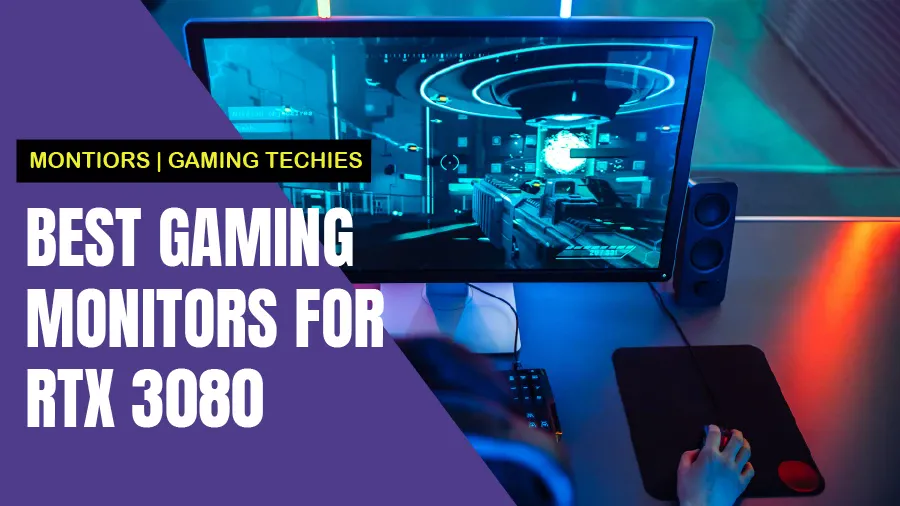 MONTIORS | GAMING TECHIES
BEST GAMING
MONITORS FOR
RTX 3080